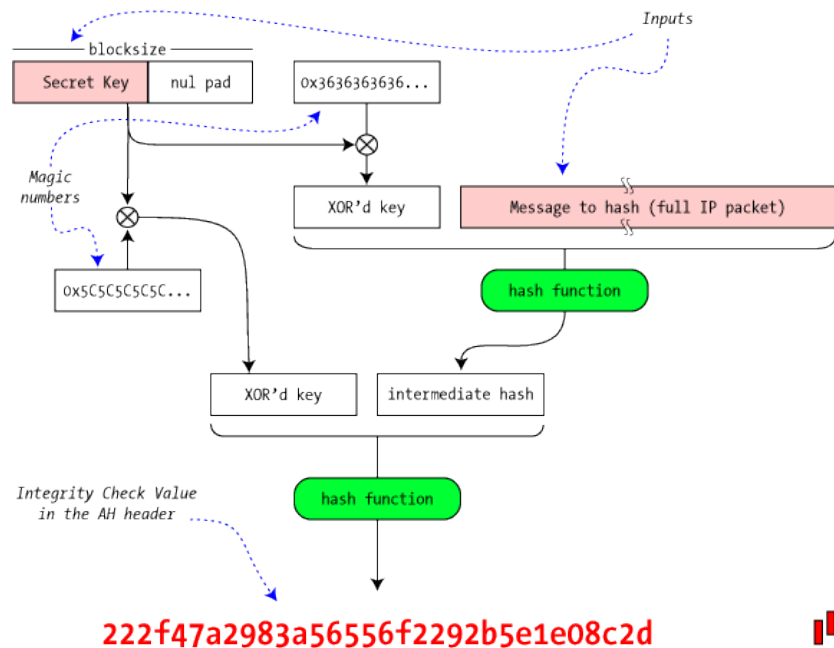 Inputs
blocksize
Secret Key
nul pad
0x3636363636...
Magic
numbers
XOR'd key
Message to hash (full IP packet)
0x5C5C5C5C5C...
hash function
XOR'd key
intermediate hash
Integrity Check Value
in the AH header
hash function
222f47a2983a56556f2292b5e1e08c2d